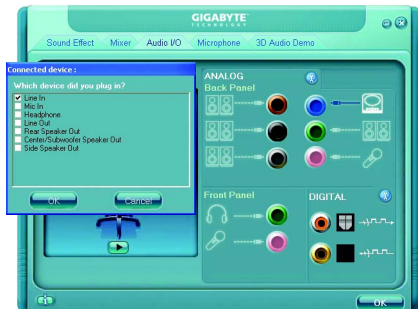 GIGABYTE
TECHNOLOGY
Sound Effect Mixer Audio I/O Microphone 3D Audio Demo
Connected device :
Which device did you plug in?
Line In
Mic In
Headphone
Line Out
Rear Speaker Out
Center/Subwoofer Speaker Out
Side Speaker Out
OK Cancel
ANALOG
Back Panel
Front Panel
DIGITAL
OK